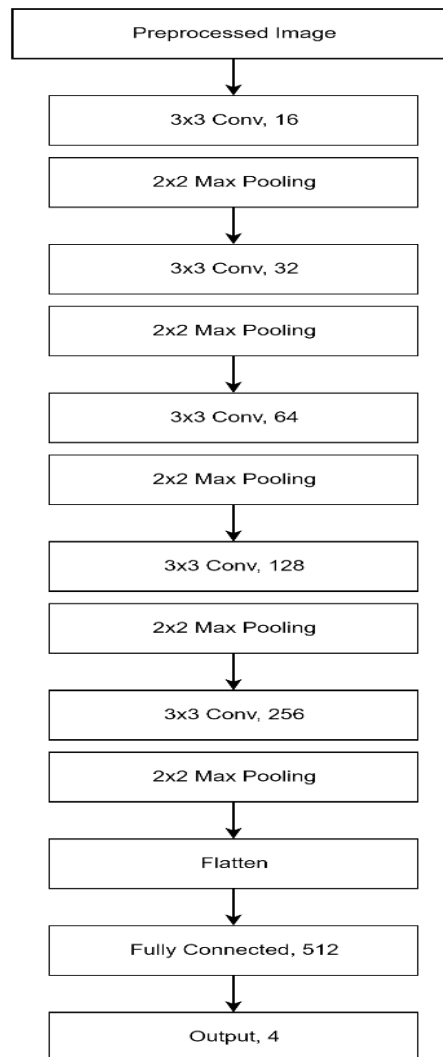 Preprocessed Image
3x3 Conv, 16
2x2 Max Pooling
3x3 Conv, 32
2x2 Max Pooling
3x3 Conv, 64
2x2 Max Pooling
3x3 Conv, 128
2x2 Max Pooling
3x3 Conv, 256
2x2 Max Pooling
Flatten
Fully Connected, 512
Output, 4